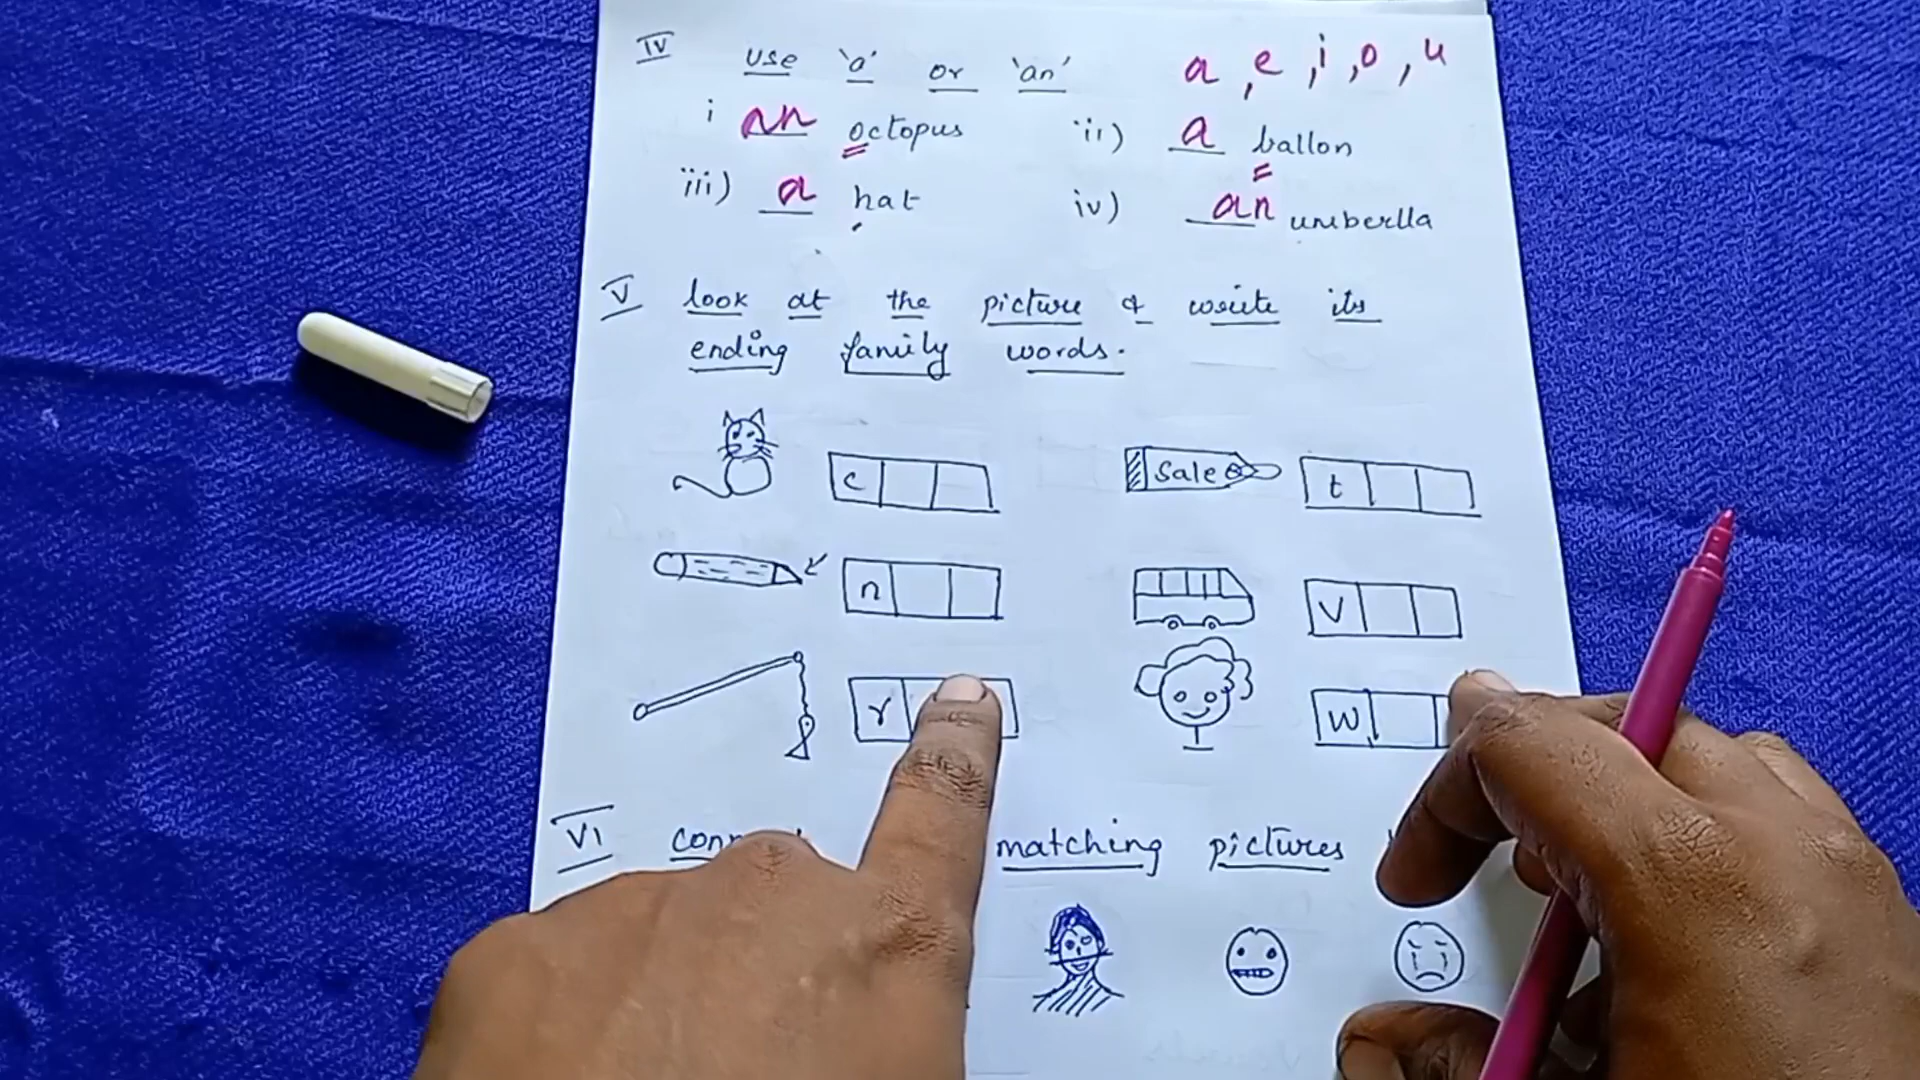 IV use 'a' or 'an' a, e, i, o, u
i an octopus ii) a ballon
iii) a hat iv) an umberlla
V look at the picture & write its
ending family words.
c Sale t
n v
r w
VI matching pictures